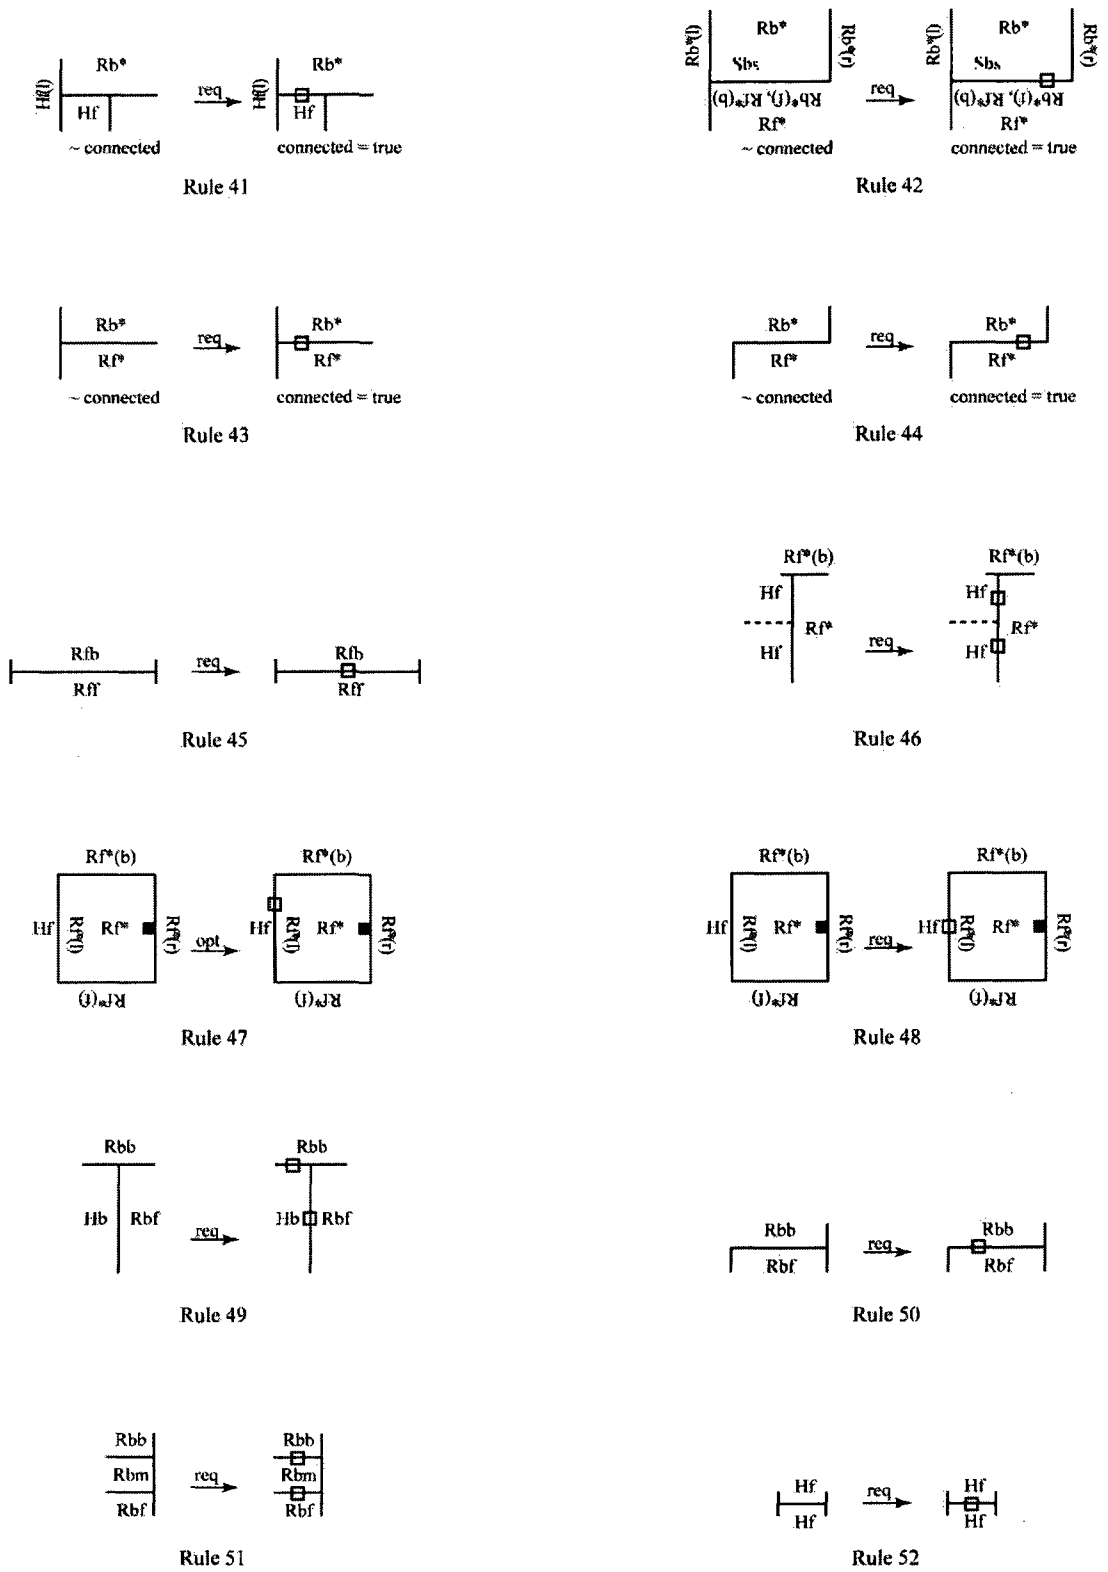 Rb* Rb*
Hf(l) req Hf(l)
Hf Hf
~ connected connected = true
Rule 41
Rb*(l) Rb* Rb*(r) Rb*(l) Rb* Rb*(r)
Sbs Sbs
Rb*(f), Rf*(b) req Rb*(f), Rf*(b)
Rf* Rf*
~ connected connected = true
Rule 42
Rb* req Rb*
Rf* Rf*
~ connected connected = true
Rule 43
Rb* req Rb*
Rf* Rf*
~ connected connected = true
Rule 44
Rfb req Rfb
Rff Rff
Rule 45
Rf*(b) Rf*(b)
Hf Hf
Rf* Rf*
Hf req Hf
Rule 46
Rf*(b) Rf*(b)
Hf Rf*(l) Rf* Rf*(r) opt Hf Rf*(l) Rf* Rf*(r)
Rf*(f) Rf*(f)
Rule 47
Rf*(b) Rf*(b)
Hf Rf*(l) Rf* Rf*(r) req Hf Rf*(l) Rf* Rf*(r)
Rf*(f) Rf*(f)
Rule 48
Rbb Rbb
Hb Rbf req Hb Rbf
Rule 49
Rbb req Rbb
Rbf Rbf
Rule 50
Rbb Rbb
Rbm req Rbm
Rbf Rbf
Rule 51
Hf req Hf
Hf Hf
Rule 52